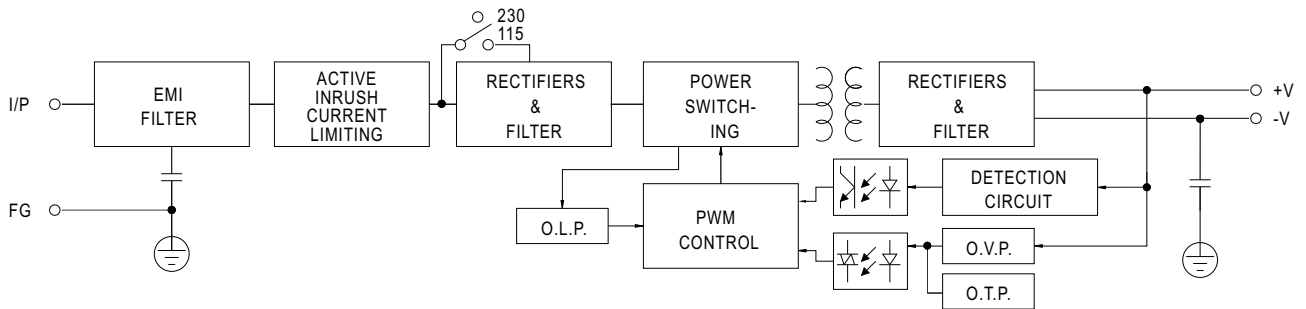 230
115
I/P
EMI
FILTER
ACTIVE
INRUSH
CURRENT
LIMITING
RECTIFIERS
&
FILTER
POWER
SWITCH-
ING
RECTIFIERS
&
FILTER
+V
-V
FG
O.L.P.
PWM
CONTROL
DETECTION
CIRCUIT
O.V.P.
O.T.P.